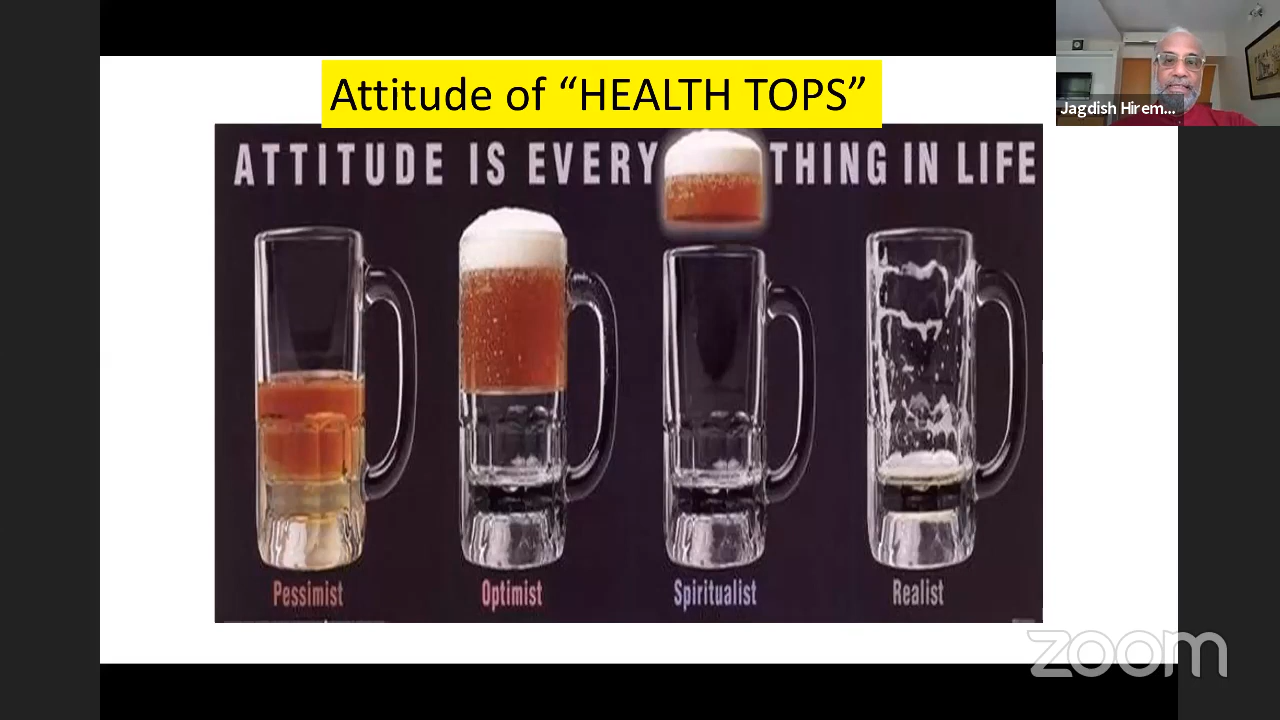 Attitude of “HEALTH TOPS”
Jagdish Hirem...
ATTITUDE IS EVERY THING IN LIFE
Pessimist
Optimist
Spiritualist
Realist
zoom